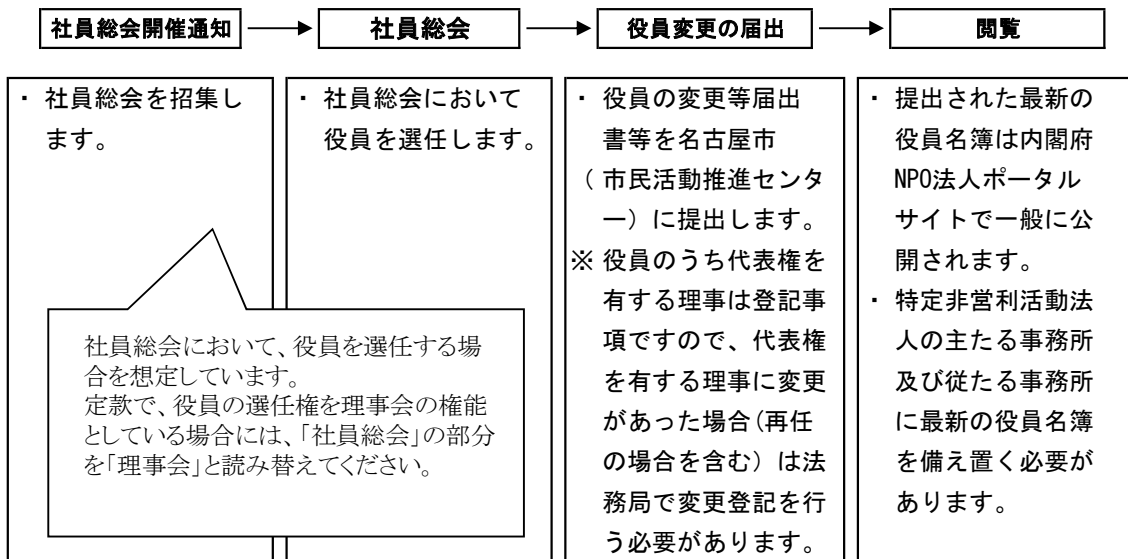 社員総会開催通知
社員総会
役員変更の届出
閲覧
・ 社員総会を招集し
ます。
社員総会において、役員を選任する場
合を想定しています。
定款で、役員の選任権を理事会の権能
としている場合には、「社員総会」の部分
を「理事会」と読み替えてください。
・ 社員総会において
役員を選任します。
・ 役員の変更等届出
書等を名古屋市
(市民活動推進センタ
ー)に提出します。
※ 役員のうち代表権を
有する理事は登記事
項ですので、代表権
を有する理事に変更
があった場合(再任
の場合を含む)は法
務局で変更登記を行
う必要があります。
・ 提出された最新の
役員名簿は内閣府
NPO法人ポータル
サイトで一般に公
開されます。
・ 特定非営利活動法
人の主たる事務所
及び従たる事務所
に最新の役員名簿
を備え置く必要が
あります。